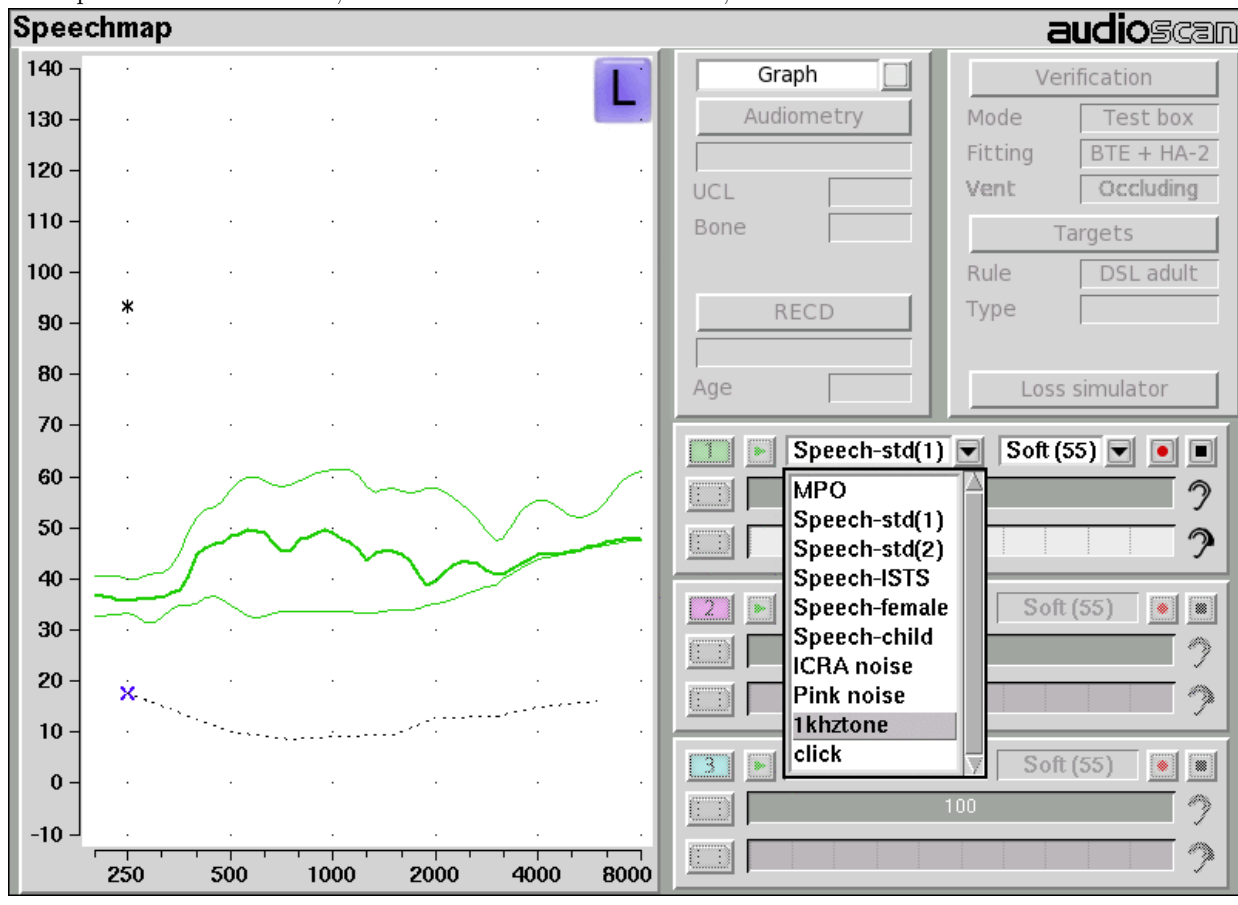 Speechmap
audioscan
L
140
130
120
110
100
90
80
70
60
50
40
30
20
10
0
-10
250 500 1000 2000 4000 8000
Graph
Audiometry
UCL
Bone
RECD
Age
Verification
Mode Test box
Fitting BTE + HA-2
Vent Occluding
Targets
Rule DSL adult
Type
Loss simulator
1 Speech-std(1) Soft (55)
MPO
Speech-std(1)
Speech-std(2)
Speech-ISTS
Speech-female
Speech-child
ICRA noise
Pink noise
1khztone
click
2 Soft (55)
3 Soft (55)
100